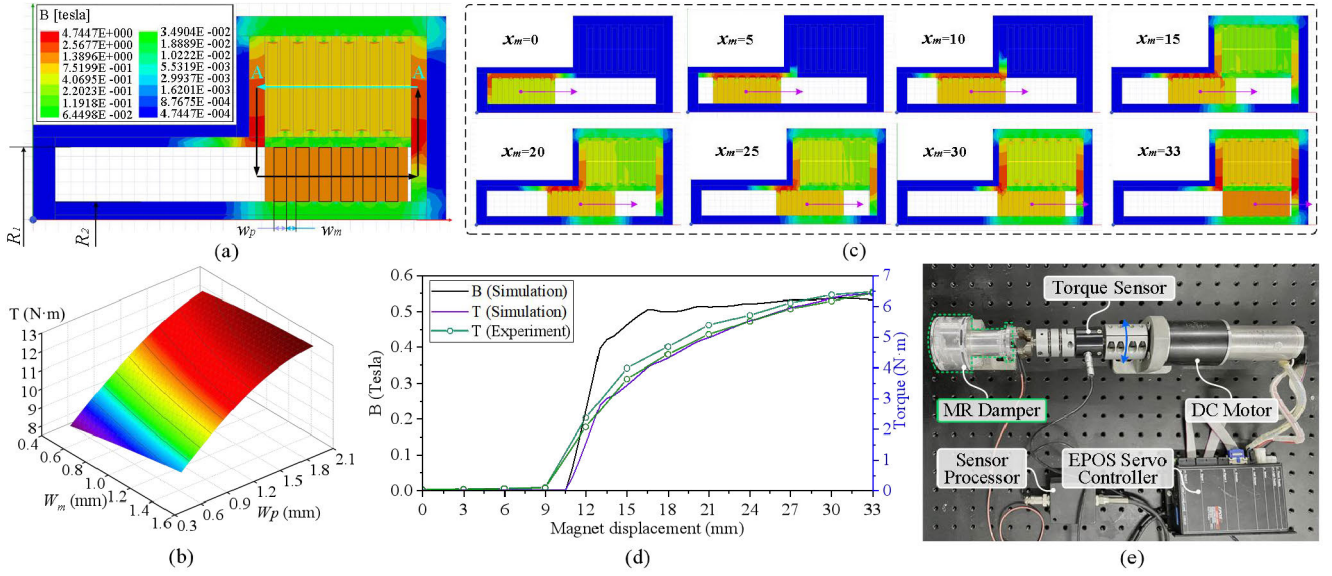 B [tesla]
4.7447E+000
2.5677E+000
1.3896E+000
7.5199E -001
4.0695E -001
2.2023E -001
1.1918E -001
6.4498E -002
3.4904E -002
1.8889E -002
1.0222E -002
5.5319E -003
2.9937E -003
1.6201E -003
8.7675E -004
4.7447E -004
A
A
R₁
R₂
wₚ
wₘ
(a)
xₘ=0
xₘ=5
xₘ=10
xₘ=15
xₘ=20
xₘ=25
xₘ=30
xₘ=33
(c)
T (N·m)
13
12
11
10
9
8
0.4
0.6
0.8
1.0
1.2
1.4
1.6
Wₘ (mm)
0.3
0.6
0.9
1.2
1.5
1.8
2.1
Wₚ (mm)
(b)
B (Simulation)
T (Simulation)
T (Experiment)
B (Tesla)
0.6
0.5
0.4
0.3
0.2
0.1
0.0
Torque (N·m)
7
6
5
4
3
2
1
0
0 3 6 9 12 15 18 21 24 27 30 33
Magnet displacement (mm)
(d)
Torque Sensor
MR Damper
DC Motor
Sensor
Processor
EPOS Servo
Controller
(e)